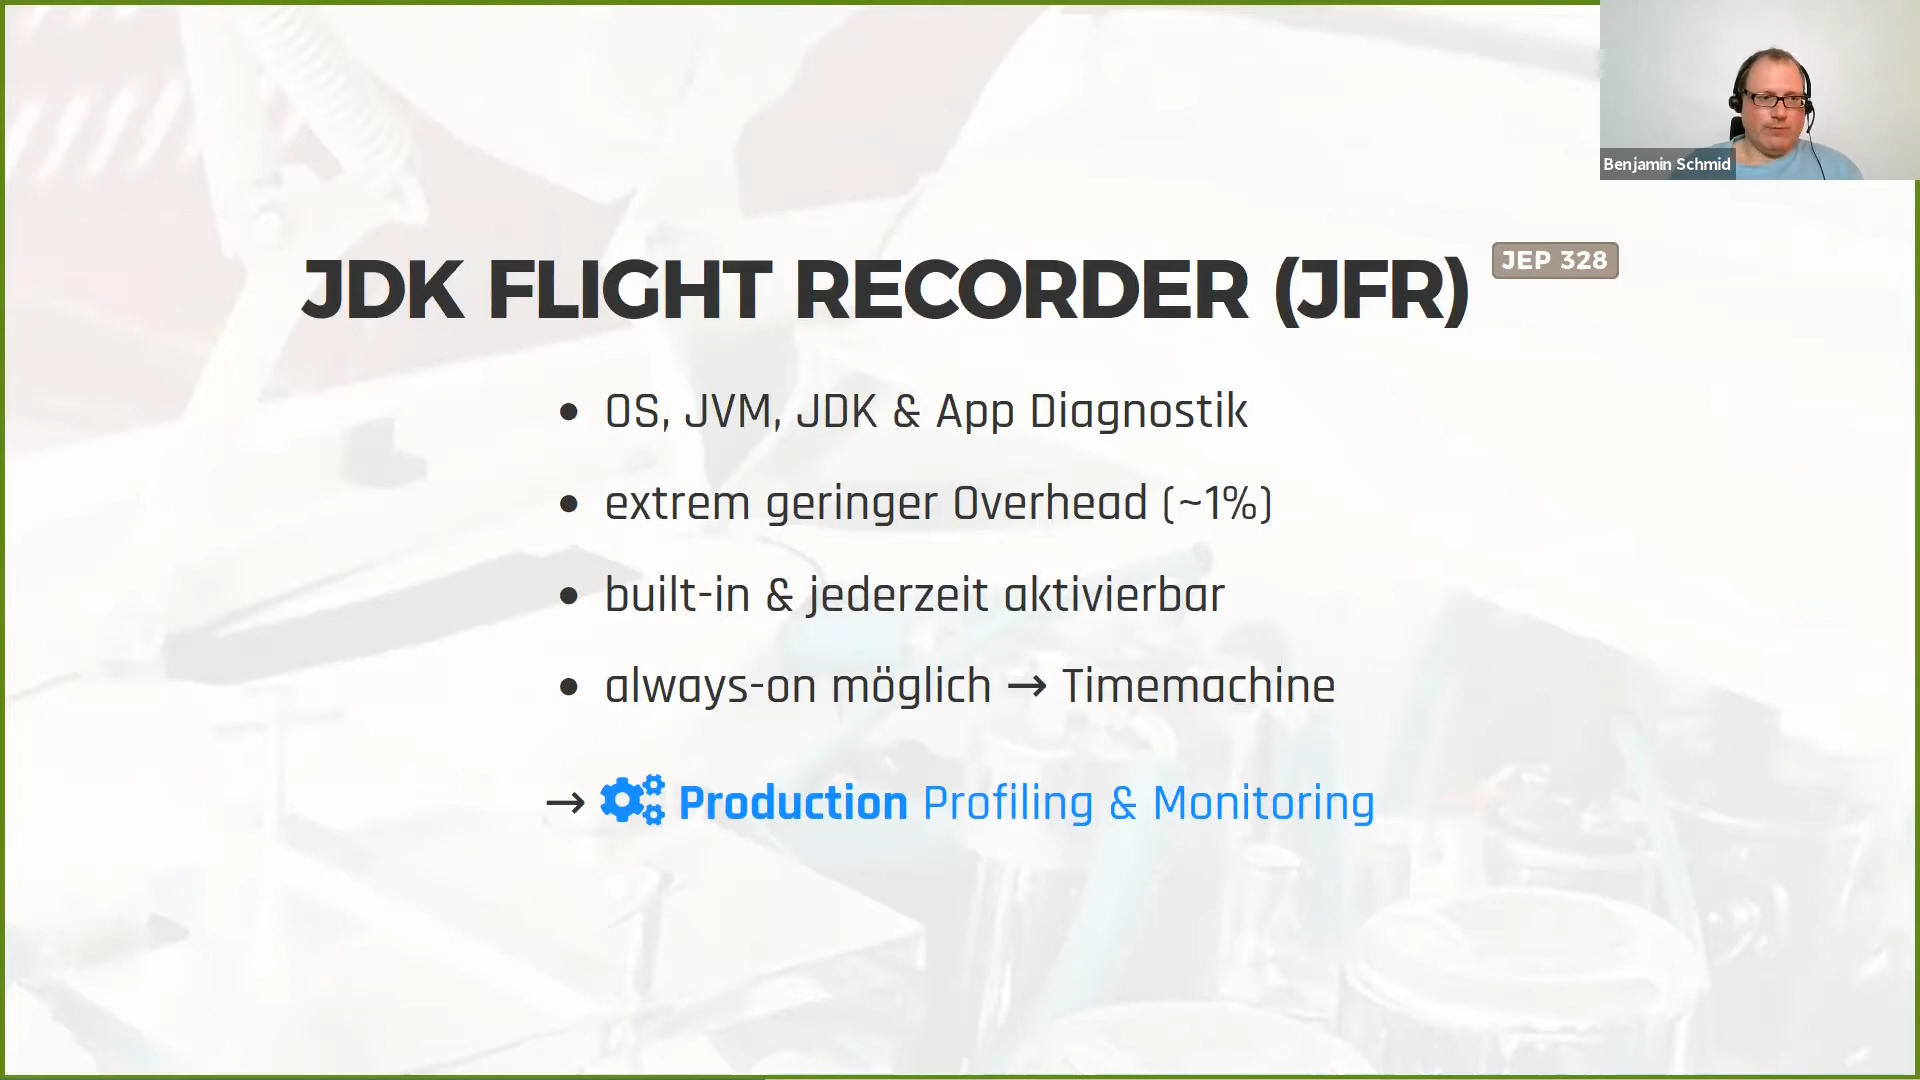 Benjamin Schmid
JDK FLIGHT RECORDER (JFR) JEP 328
• OS, JVM, JDK & App Diagnostik
• extrem geringer Overhead (~1%)
• built-in & jederzeit aktivierbar
• always-on möglich → Timemachine
→ Production Profiling & Monitoring